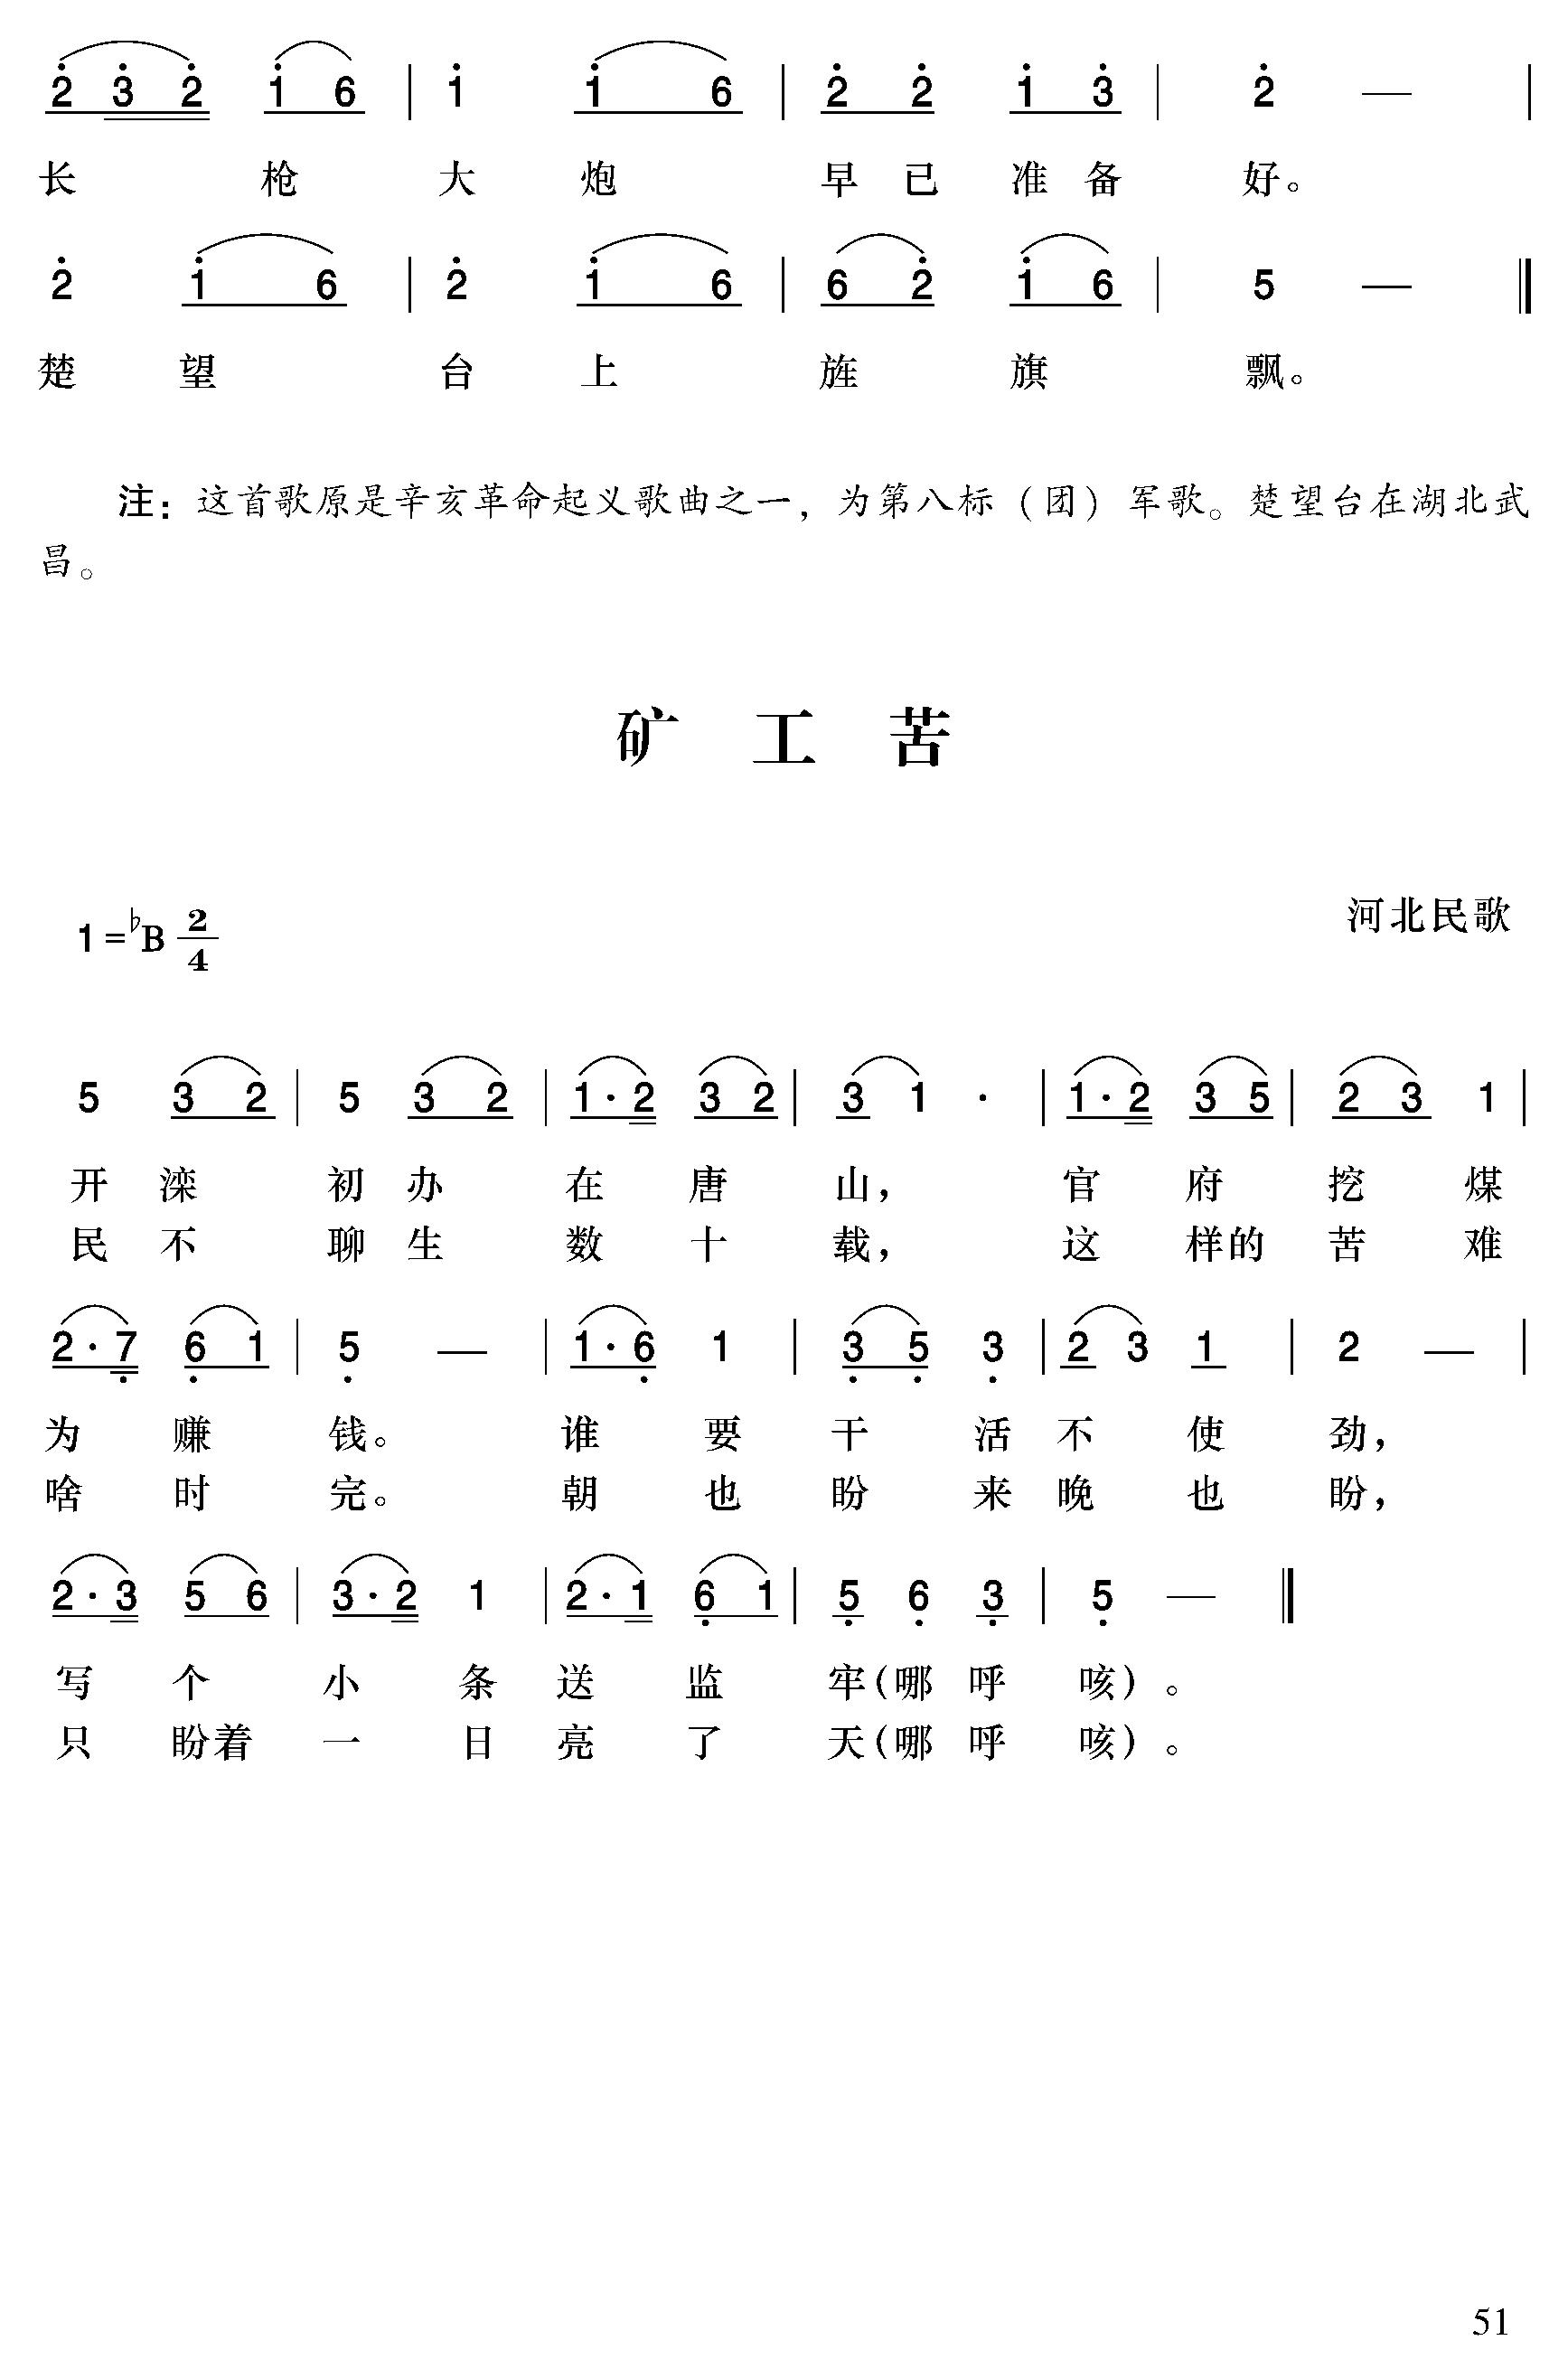 2̇ 3̇ 2̇ 1̇ 6 | 1̇ 1̇ 6 | 2̇ 2̇ 1̇ 3̇ | 2̇ — |
长 枪 大 炮 早 已 准 备 好。
2̇ 1̇ 6 | 2̇ 1̇ 6 | 6 2̇ 1̇ 6 | 5 — ‖
楚 望 台 上 旌 旗 飘。
注：这首歌原是辛亥革命起义歌曲之一，为第八标（团）军歌。楚望台在湖北武
昌。
矿 工 苦
河北民歌
1=♭B 2/4
5 3 2 | 5 3 2 | 1· 2 3 2 | 3 1 · | 1· 2 3 5 | 2 3 1 |
开 滦 初 办 在 唐 山， 官 府 挖 煤
民 不 聊 生 数 十 载， 这 样的 苦 难
2· 7̣ 6̣ 1 | 5̣ — | 1· 6̣ 1 | 3̣ 5̣ 3̣ | 2 3 1 | 2 — |
为 赚 钱。 谁 要 干 活 不 使 劲，
啥 时 完。 朝 也 盼 来 晚 也 盼，
2· 3 5 6 | 3· 2 1 | 2· 1 6̣ 1 | 5̣ 6̣ 3̣ | 5̣ — ‖
写 个 小 条 送 监 牢(哪 呼 咳)。
只 盼着 一 日 亮 了 天(哪 呼 咳)。
51